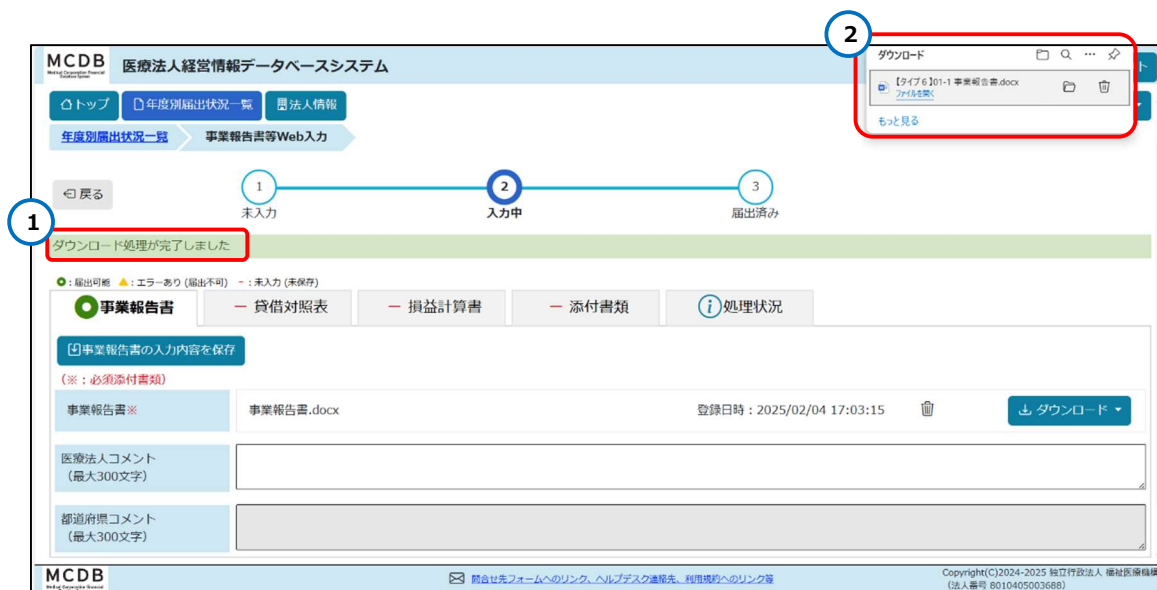 2
MCDB
医療法人経営情報データベースシステム
ダウンロード
【タイプ6】01-1 事業報告書.docx
ファイルを開く
もっと見る
ト
トップ 年度別届出状況一覧 法人情報
年度別届出状況一覧 事業報告書等Web入力
戻る
1 2 3
未入力 入力中 届出済み
1
ダウンロード処理が完了しました
:届出可能 :エラーあり(届出不可) -:未入力(未保存)
事業報告書 ー 貸借対照表 ー 損益計算書 ー 添付書類 i 処理状況
事業報告書の入力内容を保存
(※:必須添付書類)
事業報告書※ 事業報告書.docx 登録日時:2025/02/04 17:03:15 ダウンロード
医療法人コメント
(最大300文字)
都道府県コメント
(最大300文字)
MCDB
問合せ先フォームへのリンク、ヘルプデスク連絡先、利用規約へのリンク等
Copyright(C)2024-2025 独立行政法人 福祉医療機構
(法人番号 8010405003688)